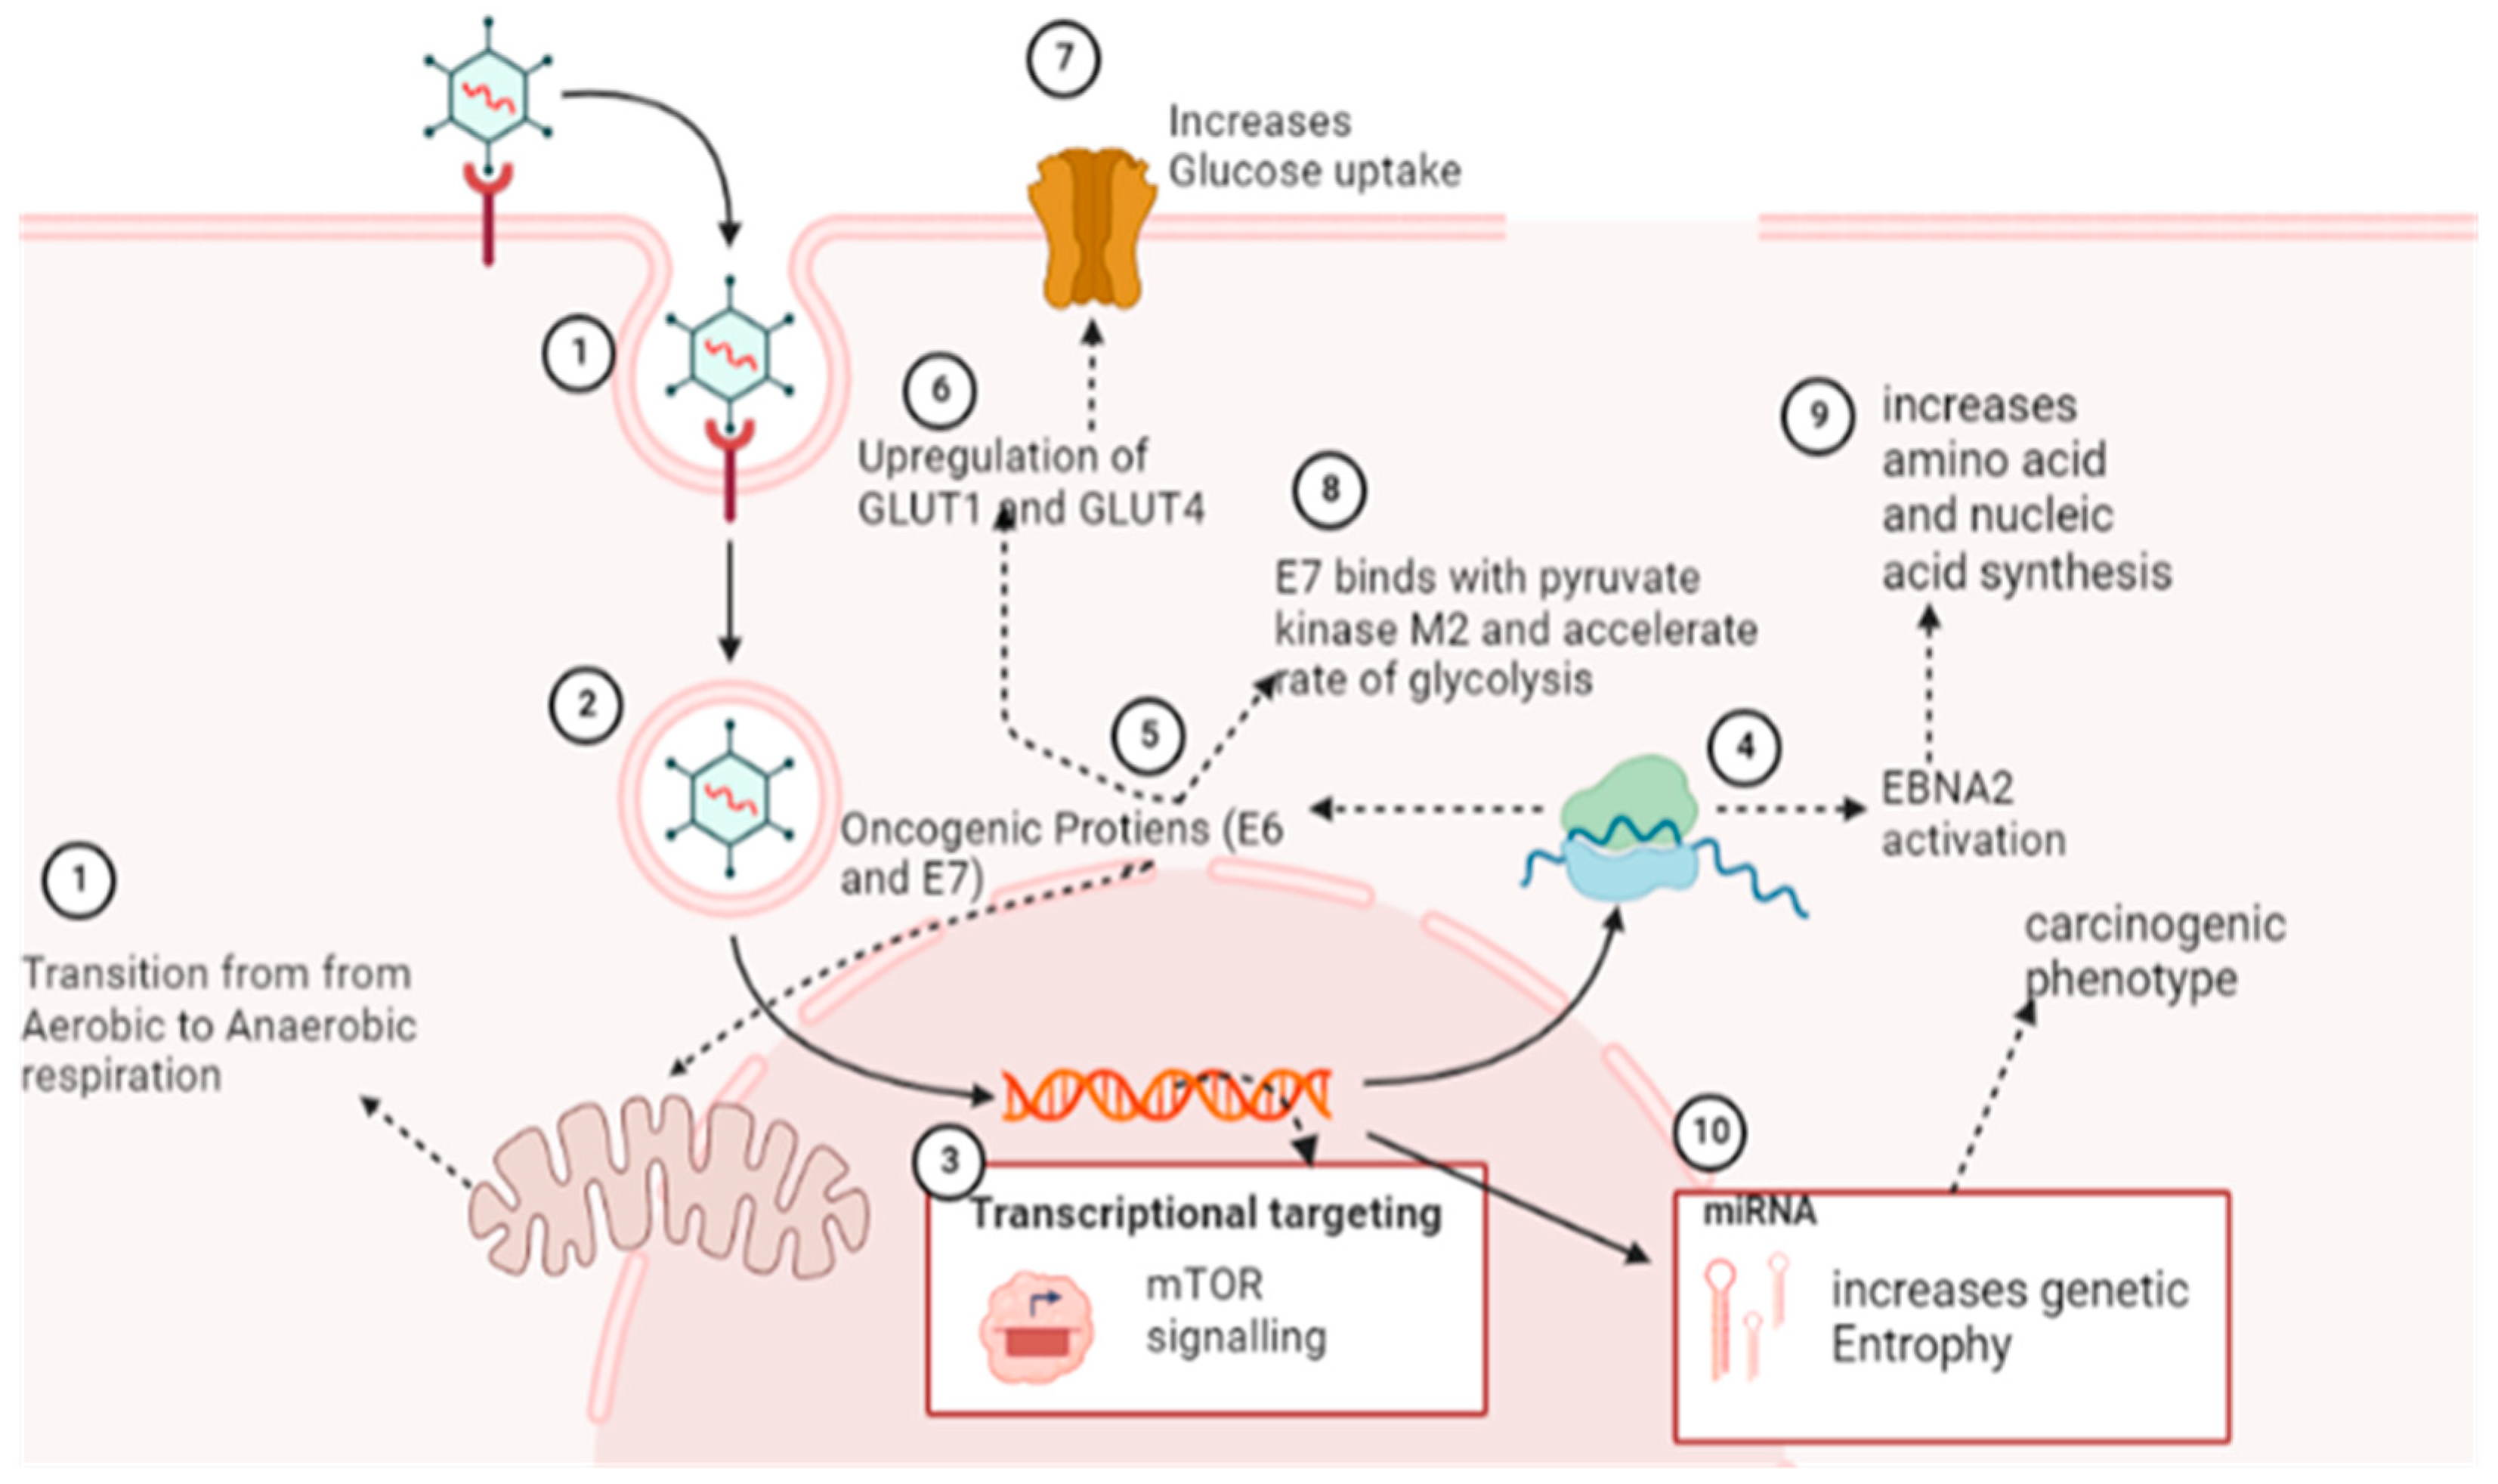 7
Increases
Glucose uptake
1
6
Upregulation of
GLUT1 and GLUT4
8
E7 binds with pyruvate
kinase M2 and accelerate
rate of glycolysis
9
increases
amino acid
and nucleic
acid synthesis
2
5
Oncogenic Protiens (E6
and E7)
4
EBNA2
activation
1
Transition from from
Aerobic to Anaerobic
respiration
carcinogenic
phenotype
3
Transcriptional targeting
mTOR
signalling
10
miRNA
increases genetic
Entrophy